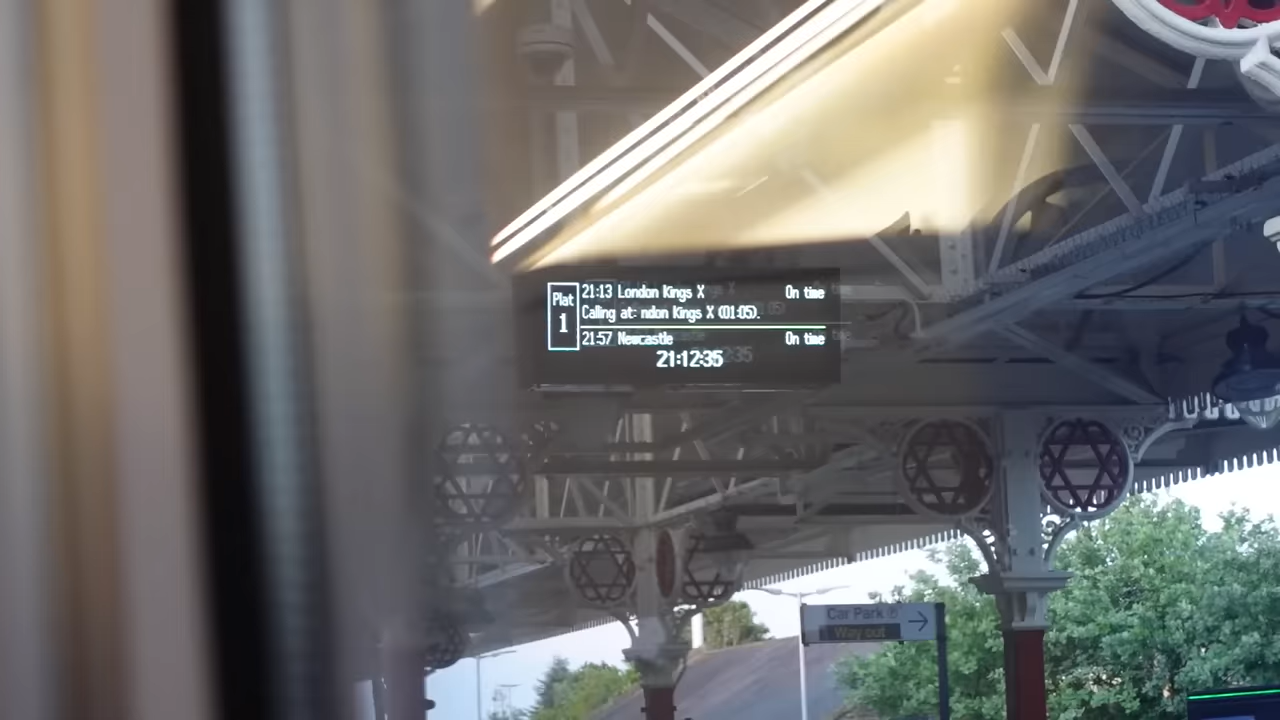 Plat
1
21:13 London Kings X On time
Calling at: ndon Kings X (01:05).
21:57 Newcastle On time
21:12:35
Car Park
Way out